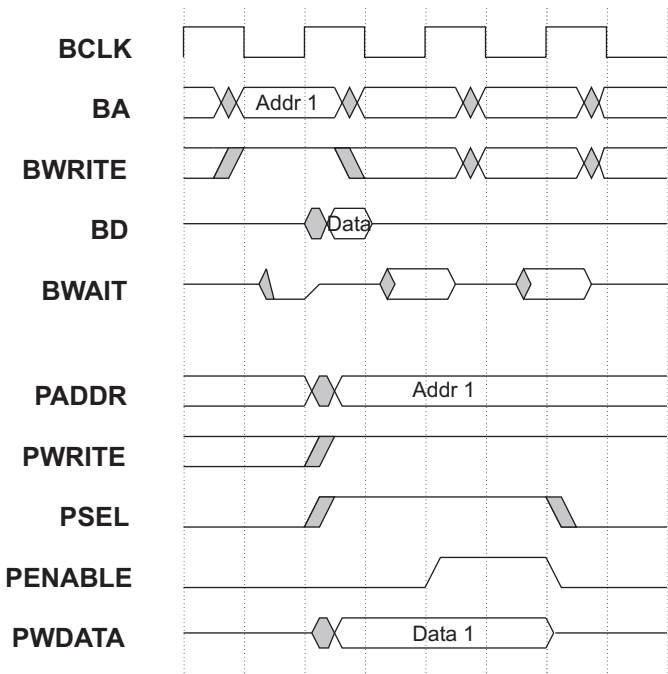 BCLK
BA Addr 1
BWRITE
BD Data
BWAIT
PADDR Addr 1
PWRITE
PSEL
PENABLE
PWDATA Data 1